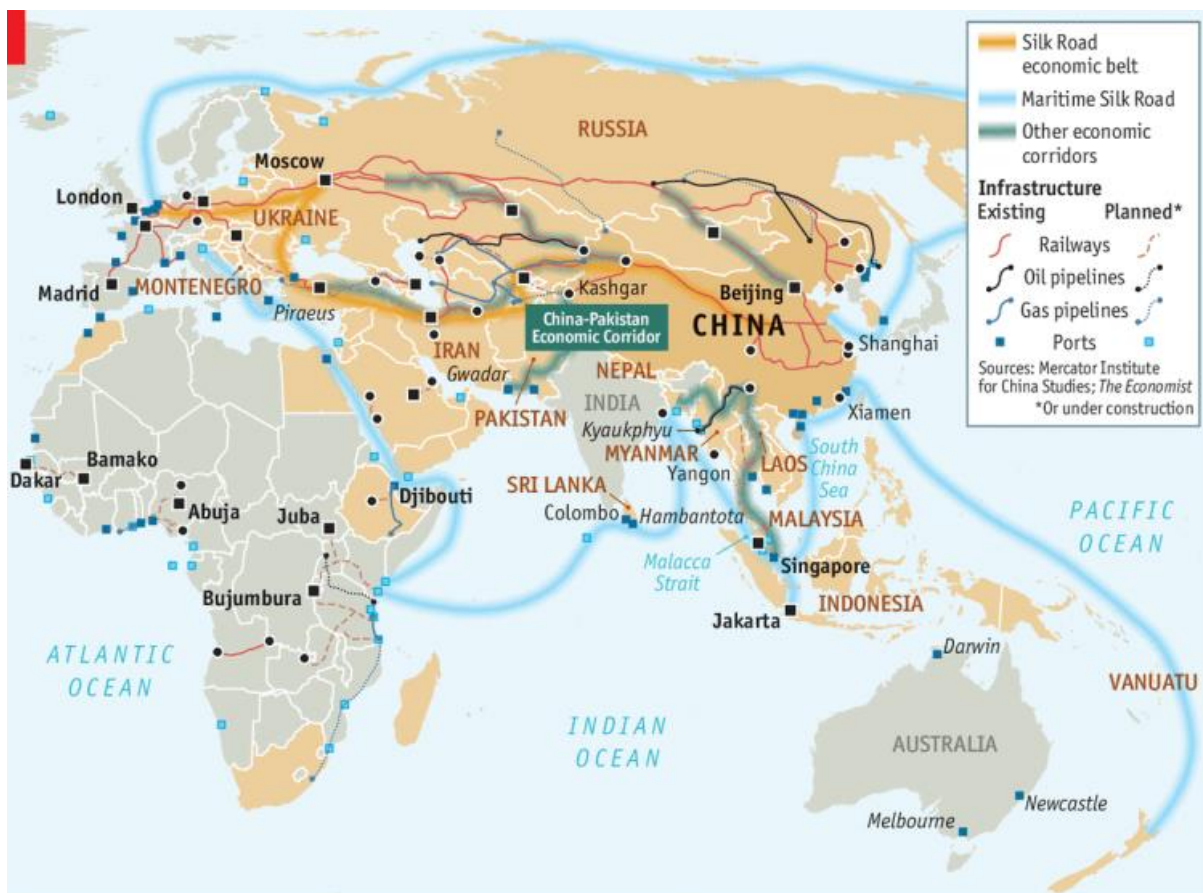 Silk Road
economic belt
Maritime Silk Road
Other economic
corridors
Infrastructure
Existing Planned*
Railways
Oil pipelines
Gas pipelines
Ports
Sources: Mercator Institute
for China Studies; The Economist
*Or under construction
RUSSIA
Moscow
London
UKRAINE
Madrid
MONTENEGRO
Piraeus
Kashgar
Beijing
China-Pakistan
Economic Corridor
CHINA
Shanghai
IRAN
Gwadar
NEPAL
INDIA
PAKISTAN
Kyaukphyu
Xiamen
MYANMAR
Yangon
LAOS
South
China
Sea
Bamako
Dakar
Abuja
Juba
Djibouti
SRI LANKA
Colombo
Hambantota
MALAYSIA
PACIFIC
OCEAN
Malacca
Strait
Singapore
Bujumbura
INDONESIA
Jakarta
ATLANTIC
OCEAN
Darwin
VANUATU
INDIAN
OCEAN
AUSTRALIA
Newcastle
Melbourne